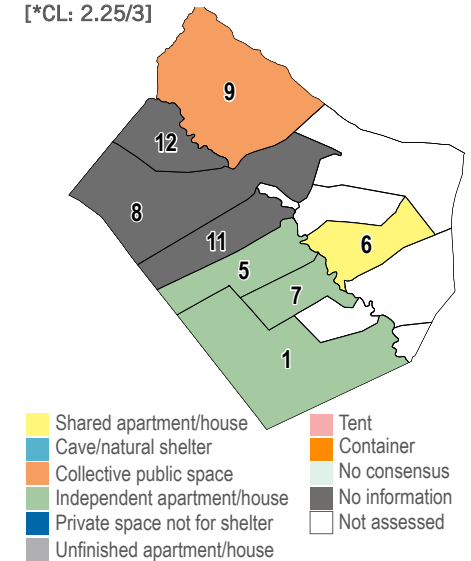 [*CL: 2.25/3]
9
12
8
11
6
5
7
1
Shared apartment/house
Cave/natural shelter
Collective public space
Independent apartment/house
Private space not for shelter
Unfinished apartment/house
Tent
Container
No consensus
No information
Not assessed